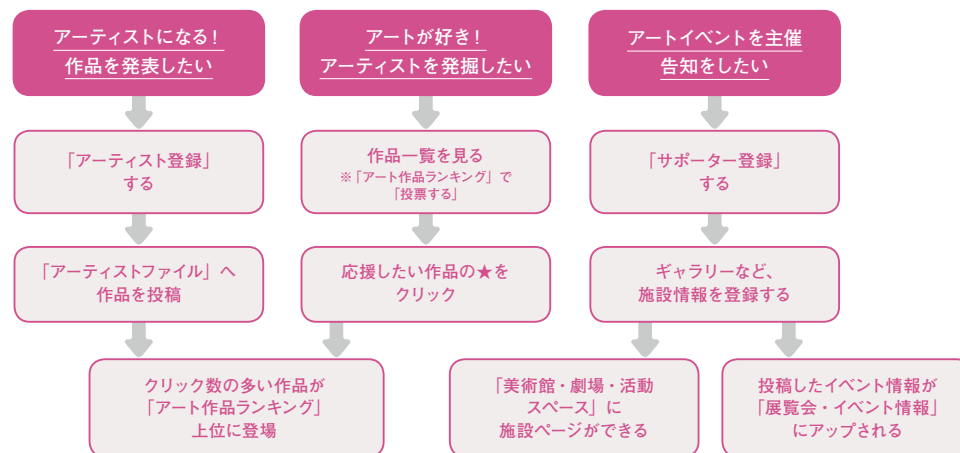 アーティストになる!
作品を発表したい
アートが好き!
アーティストを発掘したい
アートイベントを主催
告知をしたい
「アーティスト登録」
する
作品一覧を見る
※「アート作品ランキング」で
「投票する」
「サポーター登録」
する
「アーティストファイル」へ
作品を投稿
応援したい作品の★を
クリック
ギャラリーなど、
施設情報を登録する
クリック数の多い作品が
「アート作品ランキング」
上位に登場
「美術館・劇場・活動
スペース」に
施設ページができる
投稿したイベント情報が
「展覧会・イベント情報」
にアップされる